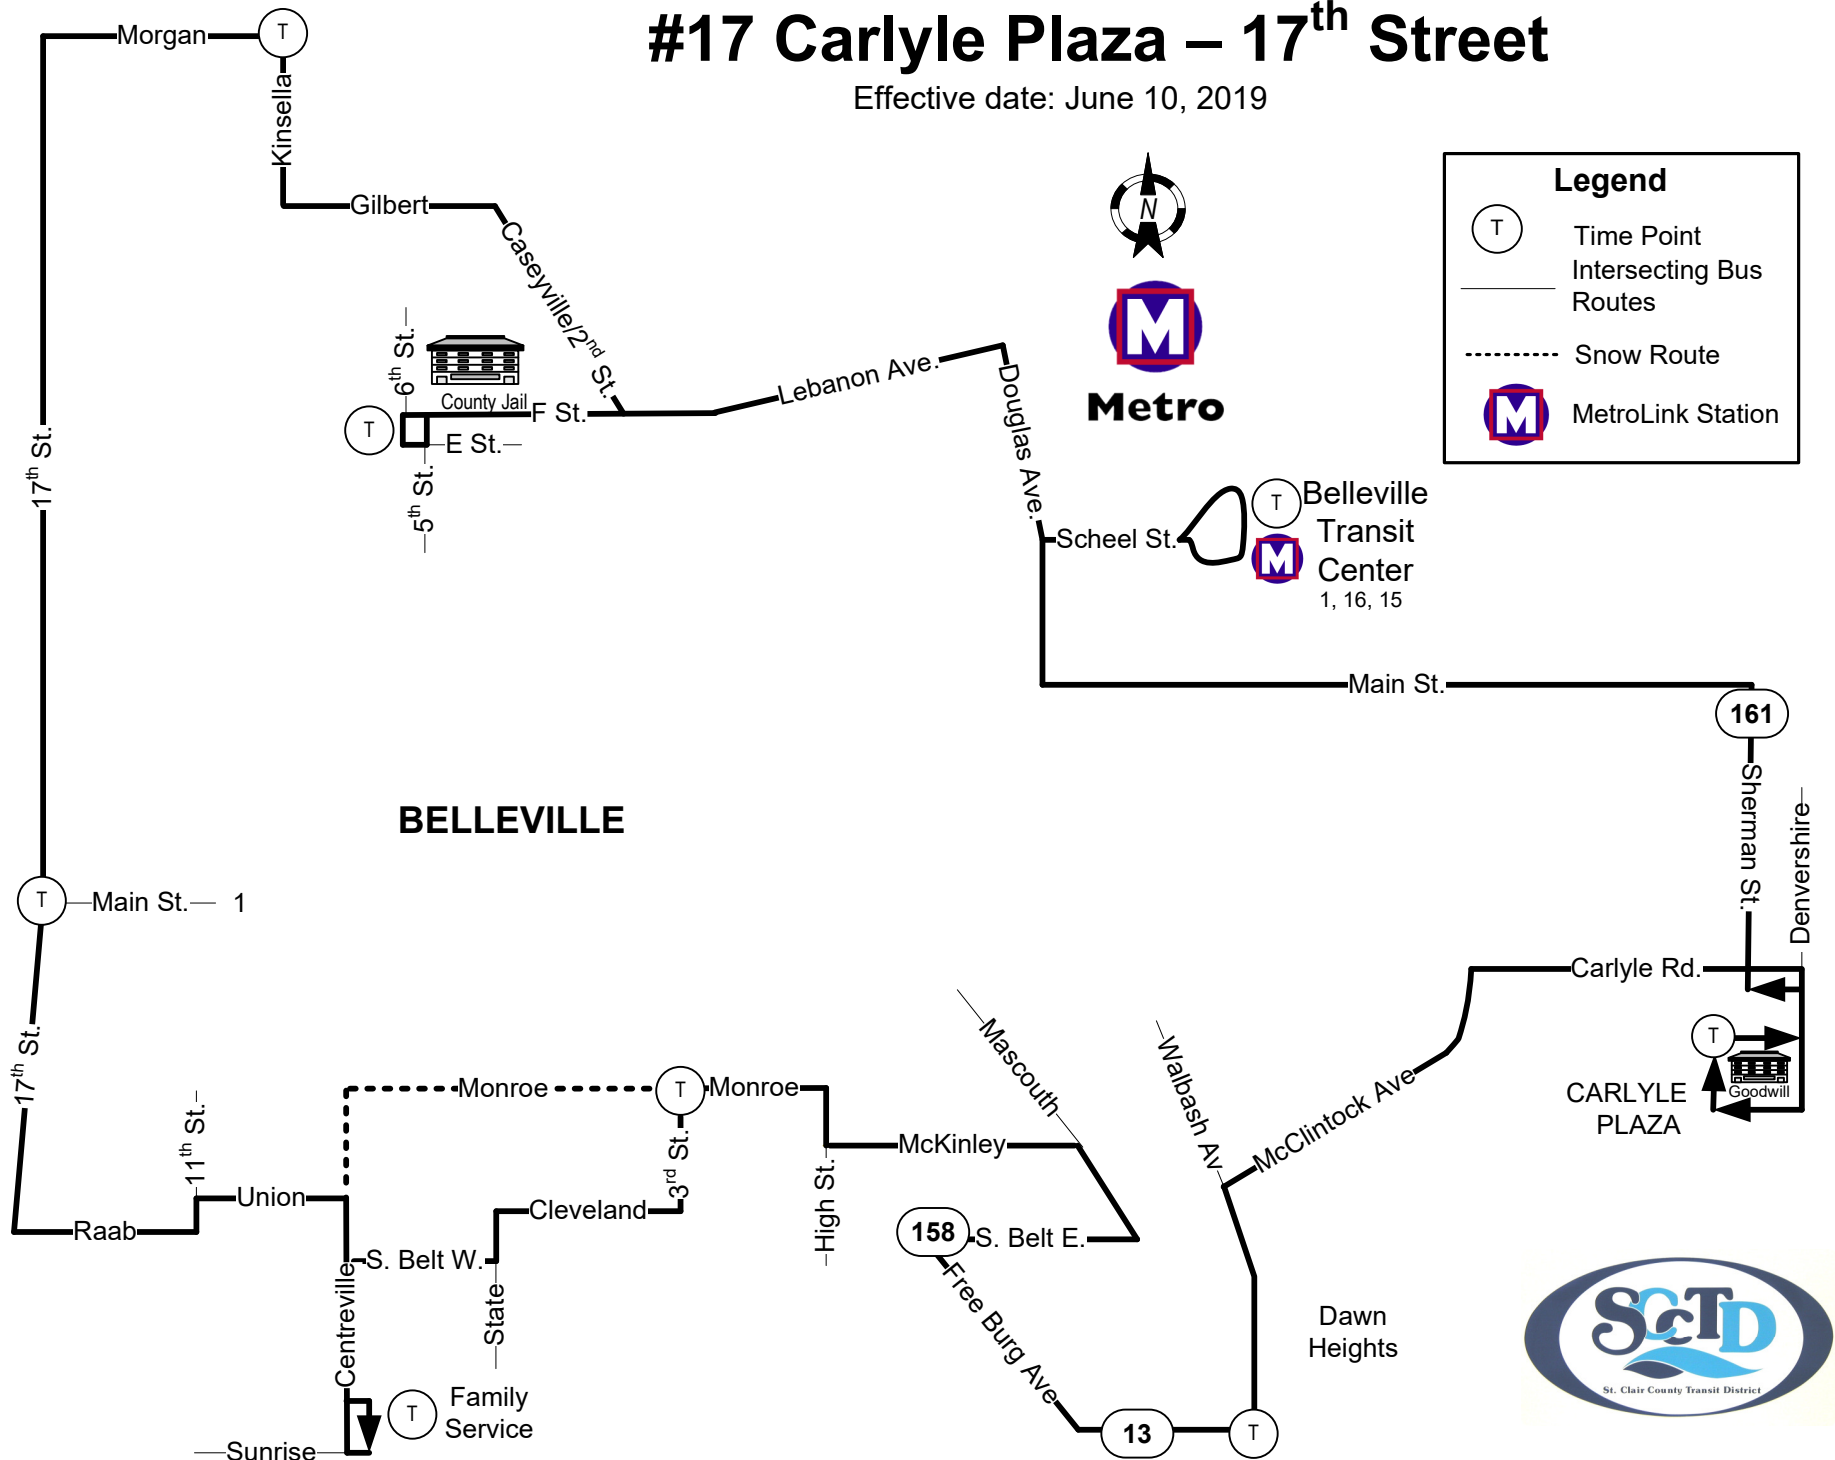 #17 Carlyle Plaza – 17th Street
Effective date: June 10, 2019
Morgan
T
Kinsella
Gilbert
Caseyville/2nd St.
6th St.
County Jail
F St.
T
E St.
5th St.
Lebanon Ave.
Douglas Ave.
N
M
Metro
Legend
T
Time Point
Intersecting Bus
Routes
Snow Route
M
MetroLink Station
17th St.
Scheel St.
T
M
Belleville
Transit
Center
1, 16, 15
Main St.
161
Sherman St.
Denvershire
BELLEVILLE
T
Main St.
1
17th St.
Carlyle Rd.
T
Goodwill
CARLYLE
PLAZA
Mascouth
Walbash Av
McClintock Ave
Monroe
T
Monroe
McKinley
11th St.
Union
Raab
3rd St.
Cleveland
High St.
158
S. Belt E.
S. Belt W.
Centreville
State
Free Burg Ave
Dawn
Heights
T
Family
Service
Sunrise
13
T
SCCTD
St. Clair County Transit District